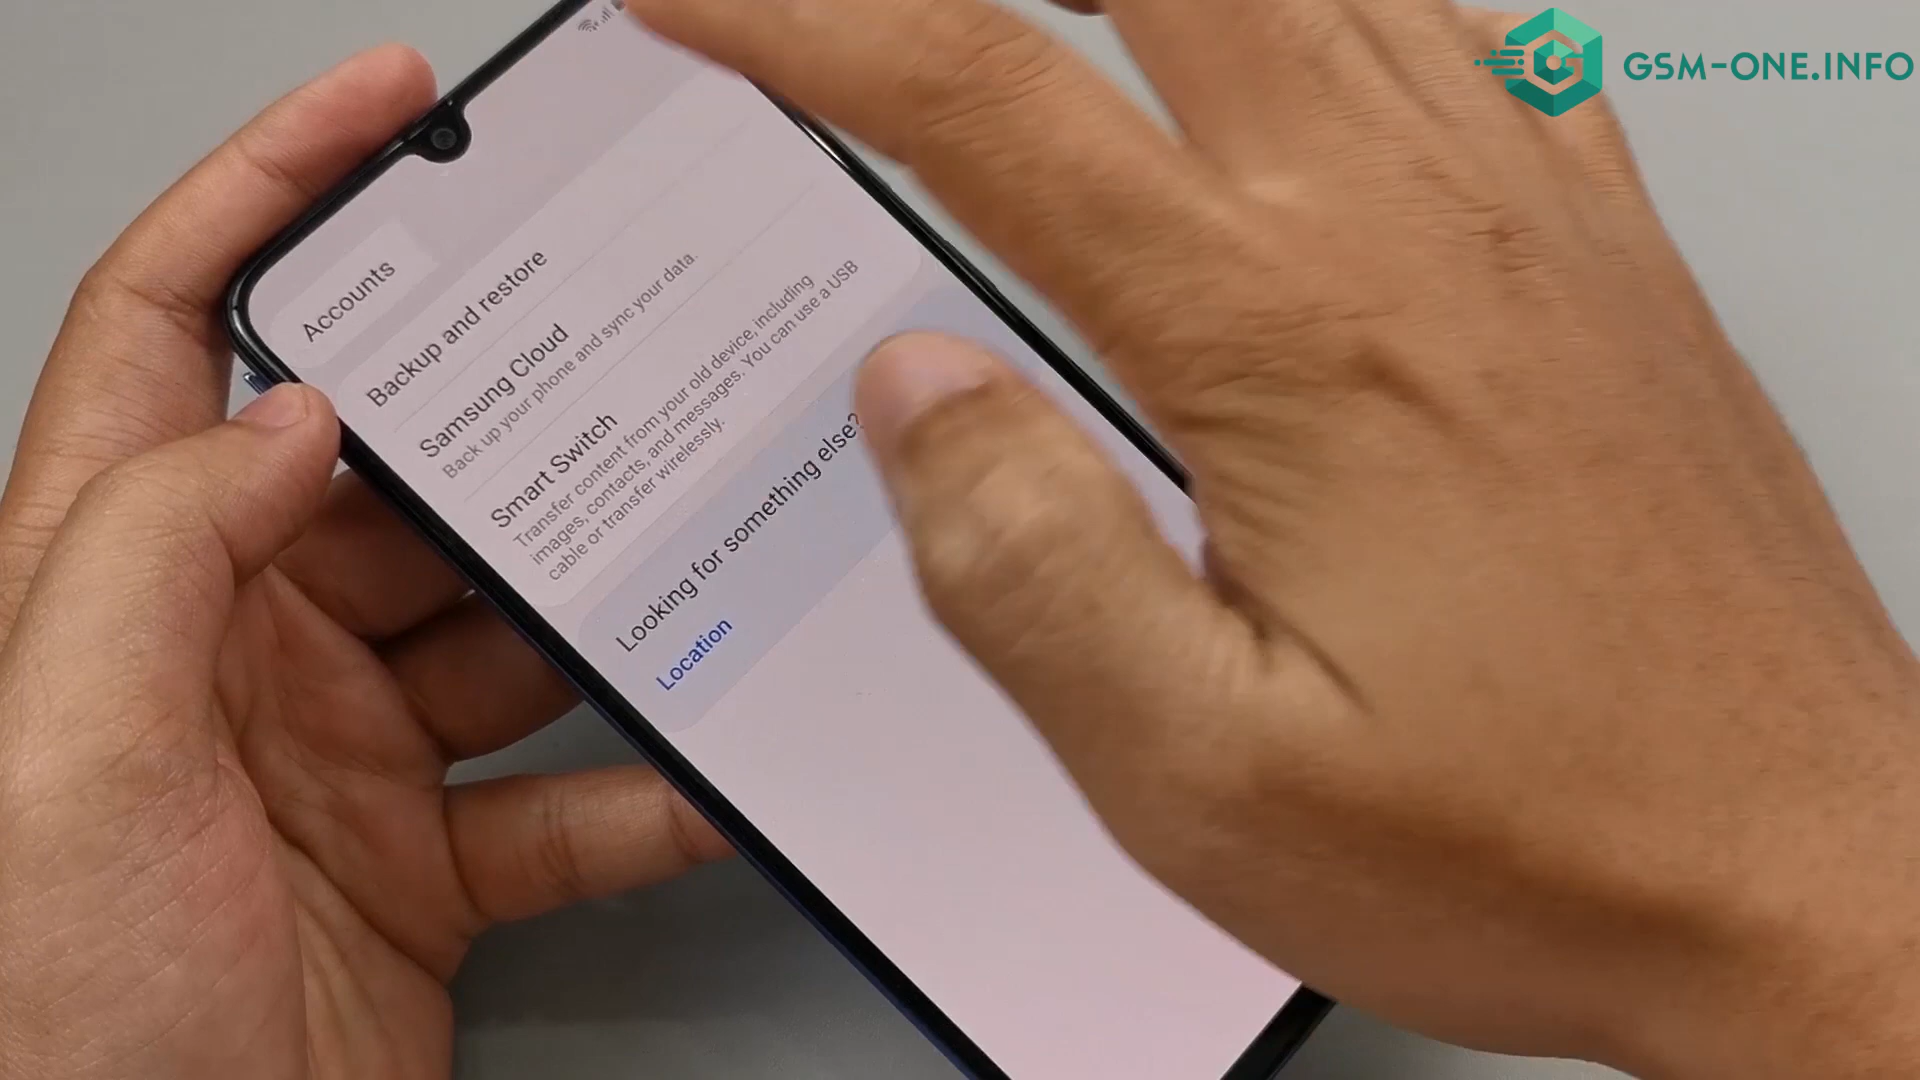 GSM-ONE.INFO
Accounts
Backup and restore
Samsung Cloud
Back up your phone and sync your data.
Smart Switch
Transfer content from your old device, including
images, contacts, and messages. You can use a USB
cable or transfer wirelessly.
Looking for something else?
Location